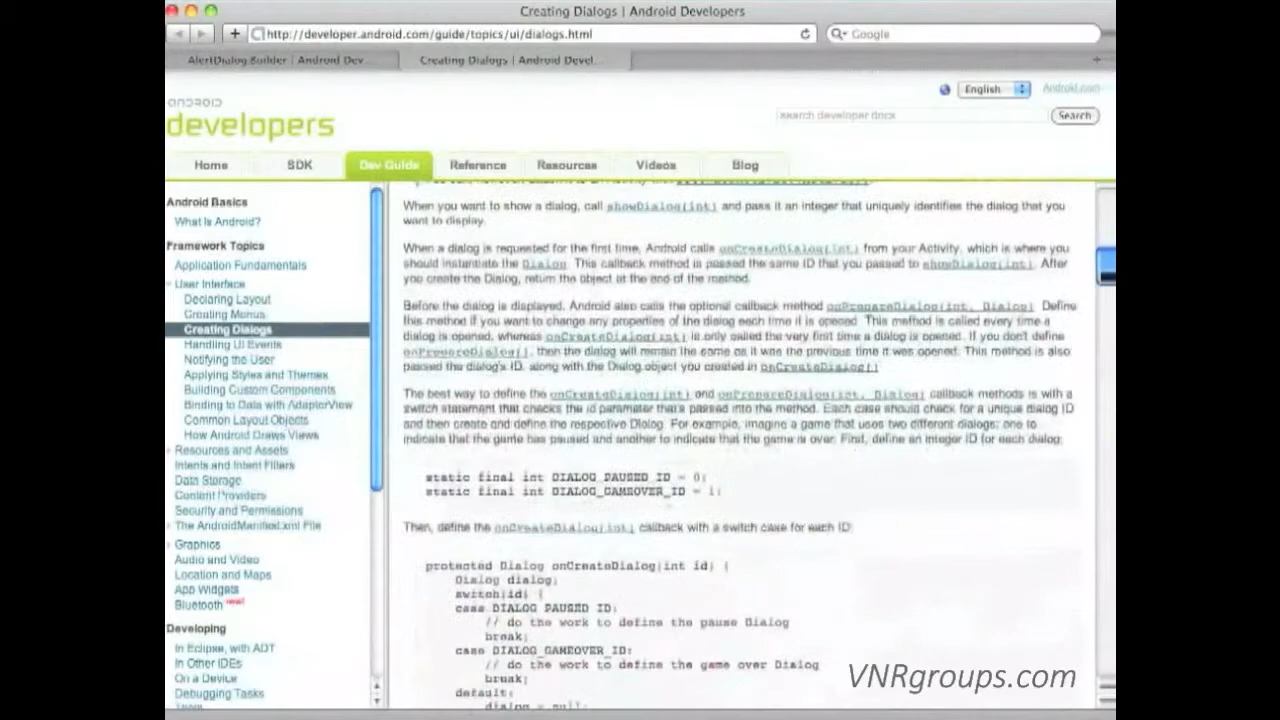 Creating Dialogs | Android Developers
http://developer.android.com/guide/topics/ui/dialogs.html
Google
AlertDialog.Builder | Android Dev...
Creating Dialogs | Android Devel...
English
Android.com
android
developers
search developer docs
Search
Home
SDK
Dev Guide
Reference
Resources
Videos
Blog
Android Basics
What Is Android?
Framework Topics
Application Fundamentals
User Interface
Declaring Layout
Creating Menus
Creating Dialogs
Handling UI Events
Notifying the User
Applying Styles and Themes
Building Custom Components
Binding to Data with AdapterView
Common Layout Objects
How Android Draws Views
Resources and Assets
Intents and Intent Filters
Data Storage
Content Providers
Security and Permissions
The AndroidManifest.xml File
Graphics
Audio and Video
Location and Maps
App Widgets
Bluetooth new!
Developing
In Eclipse, with ADT
In Other IDEs
On a Device
Debugging Tasks
When you want to show a dialog, call showDialog(int) and pass it an integer that uniquely identifies the dialog that you
want to display.
When a dialog is requested for the first time, Android calls onCreateDialog(int) from your Activity, which is where you
should instantiate the Dialog. This callback method is passed the same ID that you passed to showDialog(int). After
you create the Dialog, return the object at the end of the method.
Before the dialog is displayed, Android also calls the optional callback method onPrepareDialog(int, Dialog). Define
this method if you want to change any properties of the dialog each time it is opened. This method is called every time a
dialog is opened, whereas onCreateDialog(int) is only called the very first time a dialog is opened. If you don't define
onPrepareDialog(), then the dialog will remain the same as it was the previous time it was opened. This method is also
passed the dialog's ID, along with the Dialog object you created in onCreateDialog()
The best way to define the onCreateDialog(int) and onPrepareDialog(int, Dialog) callback methods is with a
switch statement that checks the id parameter that's passed into the method. Each case should check for a unique dialog ID
and then create and define the respective Dialog. For example, imagine a game that uses two different dialogs: one to
indicate that the game has paused and another to indicate that the game is over. First, define an integer ID for each dialog:
static final int DIALOG_PAUSED_ID = 0;
static final int DIALOG_GAMEOVER_ID = 1;
Then, define the onCreateDialog(int) callback with a switch case for each ID:
protected Dialog onCreateDialog(int id) {
Dialog dialog;
switch(id) {
case DIALOG_PAUSED_ID:
// do the work to define the pause Dialog
break;
case DIALOG_GAMEOVER_ID:
// do the work to define the game over Dialog
break;
default:
dialog = null;
VNRgroups.com